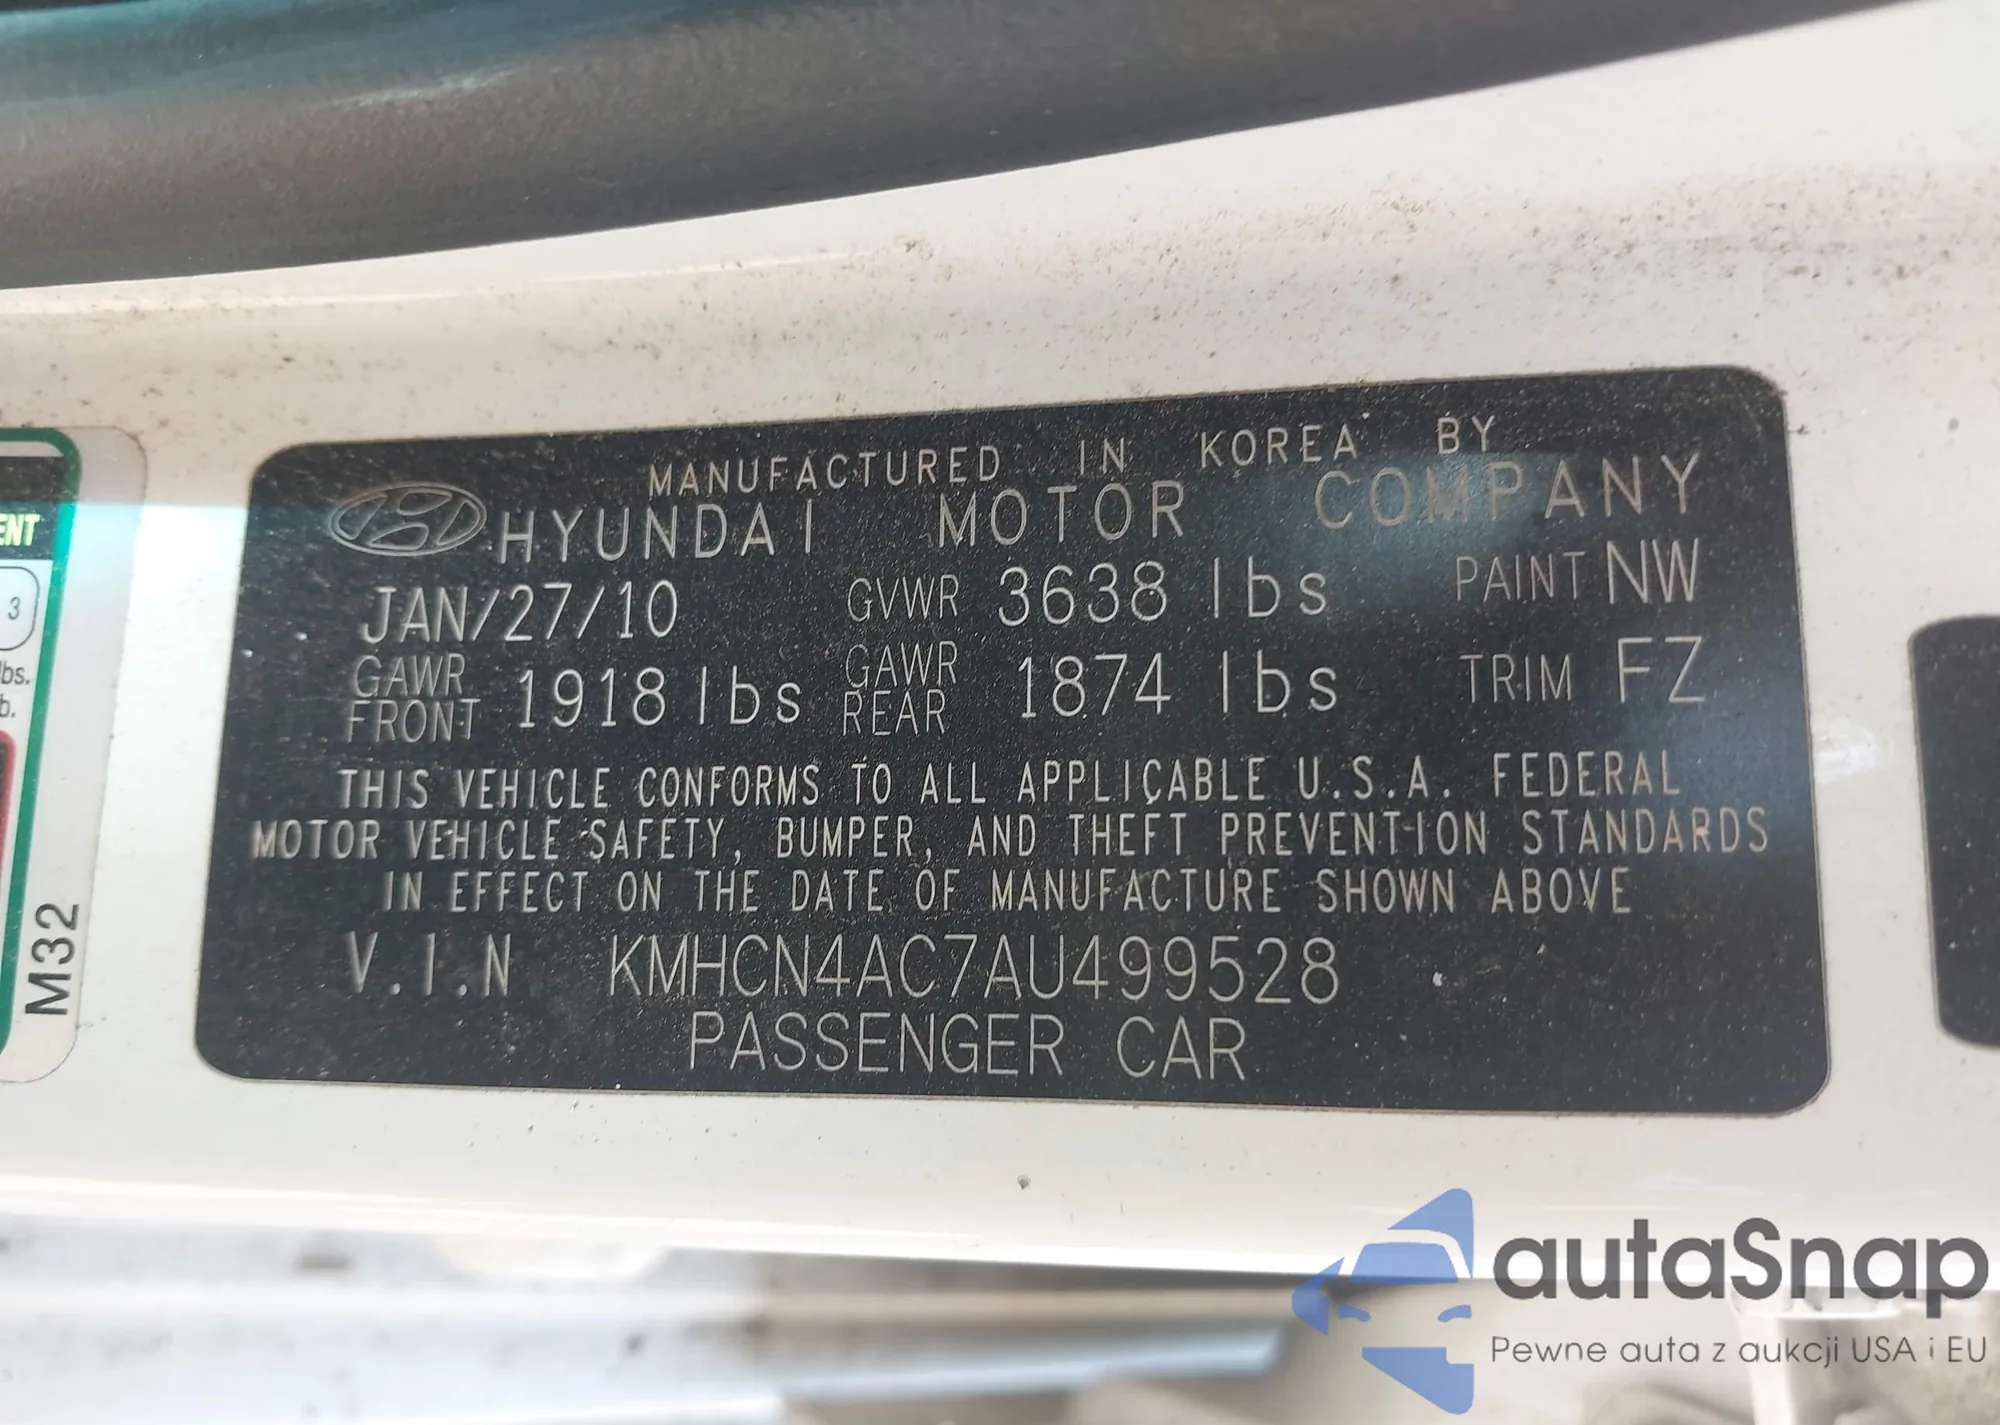 MANUFACTURED IN KOREA BY
HYUNDAI MOTOR COMPANY
JAN/27/10 GVWR 3638 lbs PAINT NW
GAWR FRONT 1918 lbs GAWR REAR 1874 lbs TRIM FZ
THIS VEHICLE CONFORMS TO ALL APPLICABLE U.S.A. FEDERAL
MOTOR VEHICLE SAFETY, BUMPER, AND THEFT PREVENTION STANDARDS
IN EFFECT ON THE DATE OF MANUFACTURE SHOWN ABOVE
V.I.N KMHCN4AC7AU499528
PASSENGER CAR
ENT
3
lbs.
b.
M32
autaSnap
Pewne auta z aukcji USA i EU